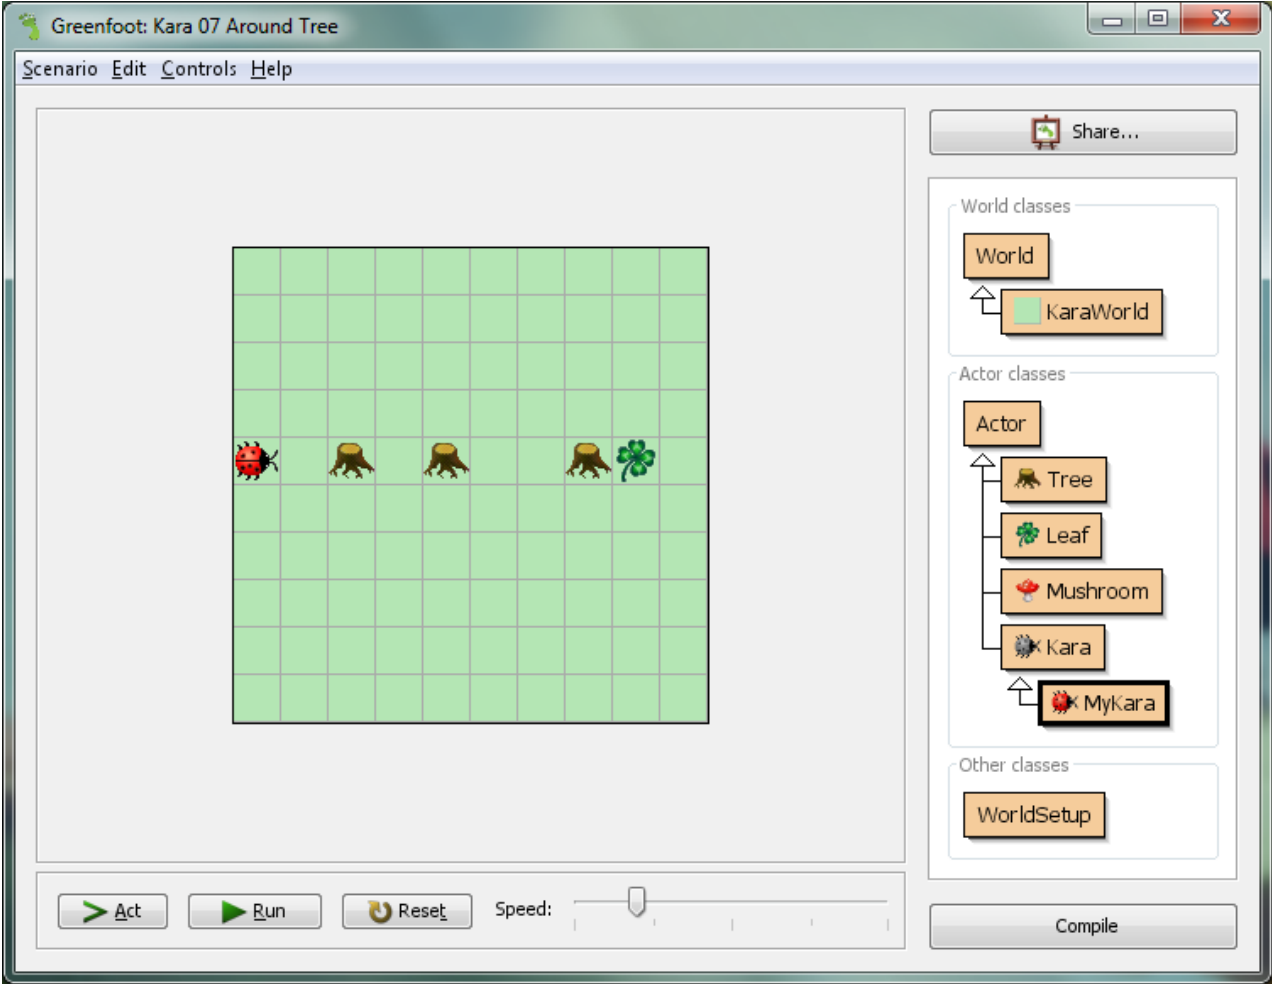 Greenfoot: Kara 07 Around Tree
Scenario Edit Controls Help
Share...
World classes
World
KaraWorld
Actor classes
Actor
Tree
Leaf
Mushroom
Kara
MyKara
Other classes
WorldSetup
Act Run Reset Speed:
Compile